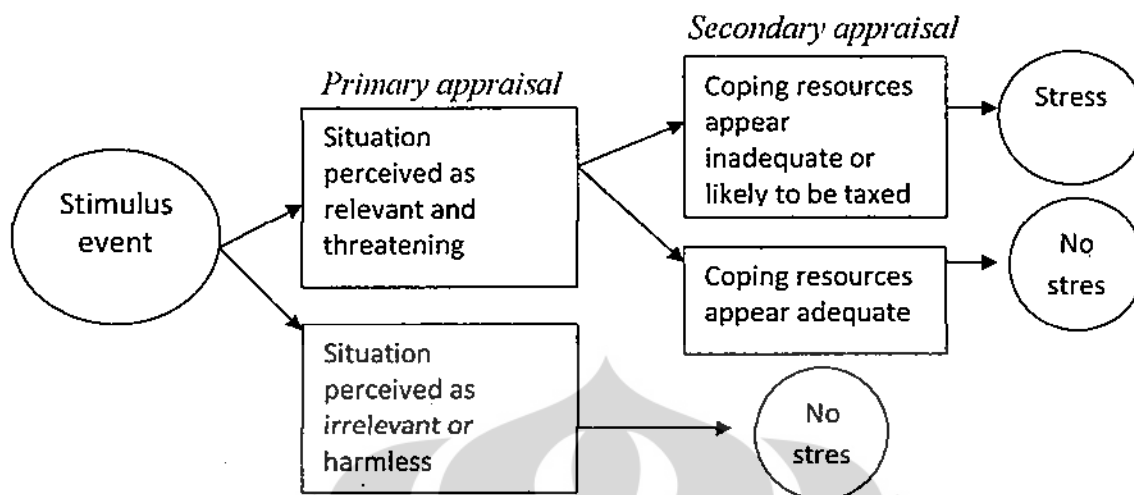 Secondary appraisal
Primary appraisal
Coping resources
appear
inadequate or
likely to be taxed
Stress
Situation
perceived as
relevant and
threatening
Stimulus
event
Coping resources
appear adequate
No
stres
Situation
perceived as
irrelevant or
harmless
No
stres